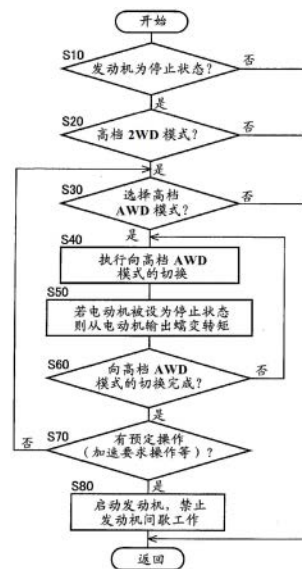 开始
S10
发动机为停止状态?
否
是
S20
高档 2WD 模式?
否
是
S30
选择高档
AWD 模式?
否
是
S40
执行向高档 AWD
模式的切换
S50
若电动机被设为停止状态
则从电动机输出蠕变转矩
S60
向高档 AWD
模式的切换完成?
否
是
S70
有预定操作
(加速要求操作等)?
否
是
S80
启动发动机,禁止
发动机间歇工作
返回